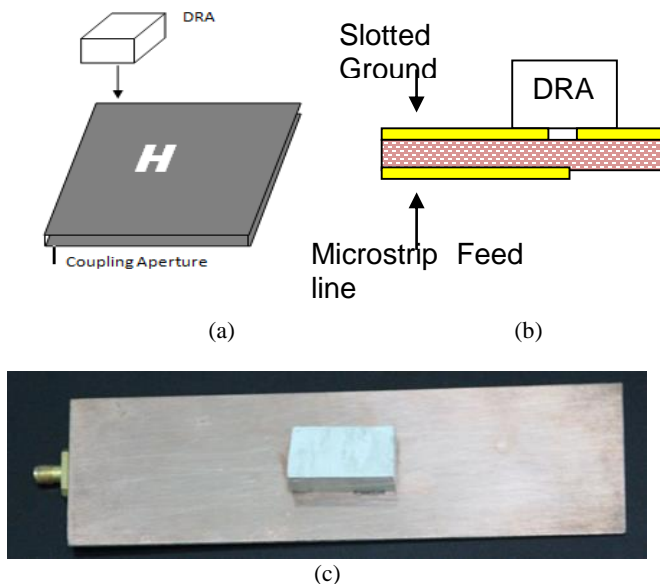 DRA
H
Coupling Aperture
(a)
Slotted
Ground
DRA
Microstrip Feed
line
(b)
(c)